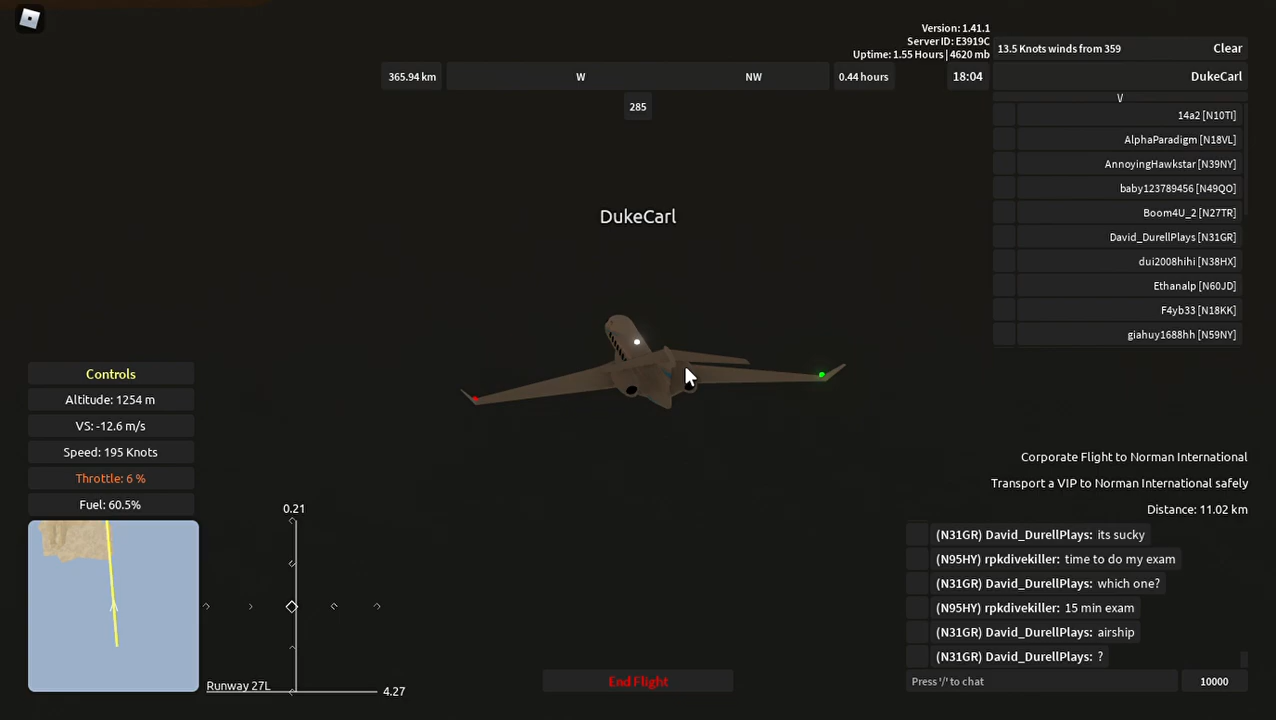 Version: 1.41.1
Server ID: E3919C
Uptime: 1.55 Hours | 4620 mb
13.5 Knots winds from 359
Clear
365.94 km
W
NW
0.44 hours
18:04
DukeCarl
285
V
14a2 [N10TI]
AlphaParadigm [N18VL]
AnnoyingHawkstar [N39NY]
baby123789456 [N49QO]
Boom4U_2 [N27TR]
David_DurellPlays [N31GR]
dui2008hihi [N38HX]
Ethanalp [N60JD]
F4yb33 [N18KK]
giahuy1688hh [N59NY]
DukeCarl
Controls
Altitude: 1254 m
VS: -12.6 m/s
Speed: 195 Knots
Throttle: 6 %
Fuel: 60.5%
0.21
Runway 27L
4.27
End Flight
Corporate Flight to Norman International
Transport a VIP to Norman International safely
Distance: 11.02 km
(N31GR) David_DurellPlays: its sucky
(N95HY) rpkdivekiller: time to do my exam
(N31GR) David_DurellPlays: which one?
(N95HY) rpkdivekiller: 15 min exam
(N31GR) David_DurellPlays: airship
(N31GR) David_DurellPlays: ?
Press '/' to chat
10000